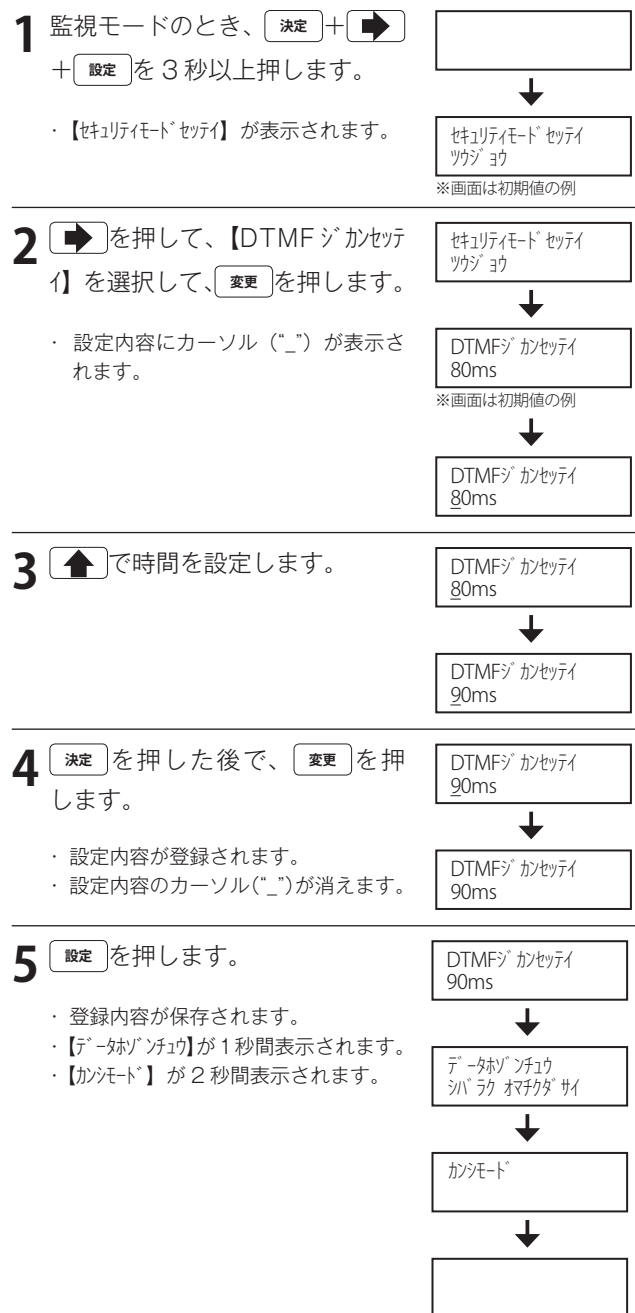 1 監視モードのとき、決定+➡
+設定を3秒以上押します。
・【ｾｷｭﾘﾃｨﾓｰﾄﾞｾｯﾃｲ】が表示されます。
ｾｷｭﾘﾃｨﾓｰﾄﾞｾｯﾃｲ
ﾂｳｼﾞｮｳ
※画面は初期値の例
2 ➡を押して、【DTMFｼﾞｶﾝｾｯﾃ
ｲ】を選択して、変更を押します。
・ 設定内容にカーソル（“_”）が表示さ
れます。
ｾｷｭﾘﾃｨﾓｰﾄﾞｾｯﾃｲ
ﾂｳｼﾞｮｳ
DTMFｼﾞｶﾝｾｯﾃｲ
80ms
※画面は初期値の例
DTMFｼﾞｶﾝｾｯﾃｲ
80ms
3 ⬆で時間を設定します。
DTMFｼﾞｶﾝｾｯﾃｲ
80ms
DTMFｼﾞｶﾝｾｯﾃｲ
90ms
4 決定を押した後で、変更を押
します。
・ 設定内容が登録されます。
・ 設定内容のカーソル（“_”）が消えます。
DTMFｼﾞｶﾝｾｯﾃｲ
90ms
DTMFｼﾞｶﾝｾｯﾃｲ
90ms
5 設定を押します。
・ 登録内容が保存されます。
・【ﾃﾞｰﾀﾎｿﾞﾝﾁｭｳ】が1秒間表示されます。
・【ｶﾝｼﾓｰﾄﾞ】が2秒間表示されます。
DTMFｼﾞｶﾝｾｯﾃｲ
90ms
ﾃﾞｰﾀﾎｿﾞﾝﾁｭｳ
ｼﾊﾞﾗｸ ｵﾏﾁｸﾀﾞｻｲ
ｶﾝｼﾓｰﾄﾞ